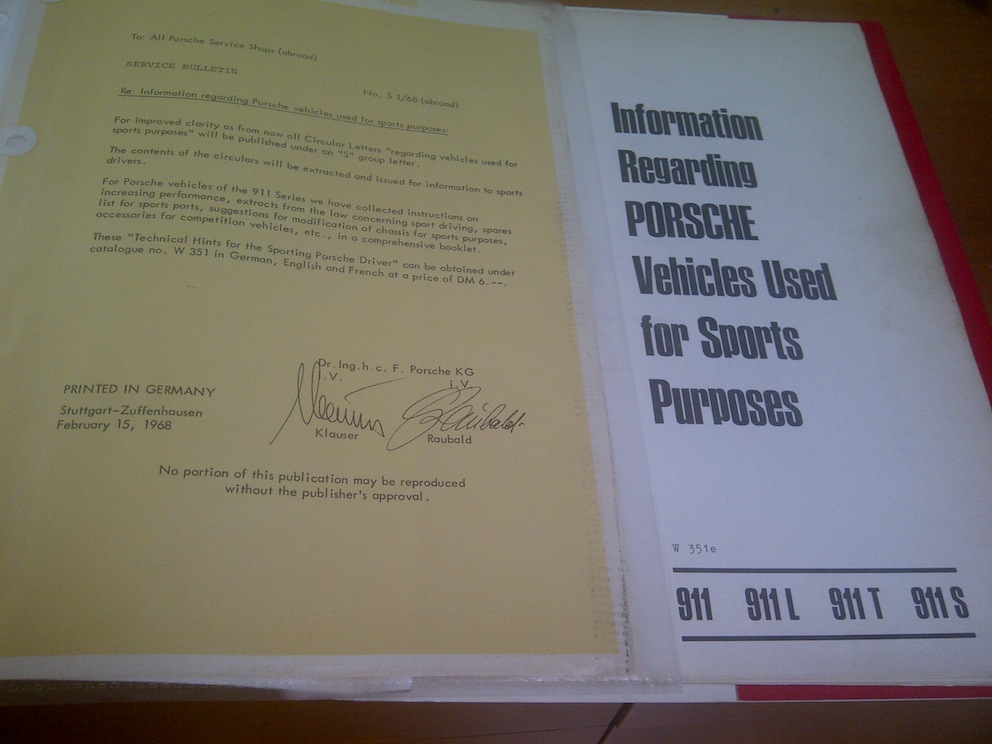 To: All Porsche Service Shops (abroad)
SERVICE BULLETIN
No. S 1/68 (abroad)
Re: Information regarding Porsche vehicles used for sports purposes:
For improved clarity as from now all Circular Letters "regarding vehicles used for
sports purposes" will be published under an "S" group letter.
The contents of the circulars will be extracted and issued for information to sports
drivers.
For Porsche vehicles of the 911 Series we have collected instructions on
increasing performance, extracts from the law concerning sport driving, spares
list for sports parts, suggestions for modification of chassis for sports purposes,
accessories for competition vehicles, etc., in a comprehensive booklet.
These "Technical Hints for the Sporting Porsche Driver" can be obtained under
catalogue no. W 351 in German, English and French at a price of DM 6.--.
Dr. Ing. h. c. F. Porsche KG
i.V. i.V.
Klauser Raubald
PRINTED IN GERMANY
Stuttgart-Zuffenhausen
February 15, 1968
No portion of this publication may be reproduced
without the publisher's approval.
Information
Regarding
PORSCHE
Vehicles Used
for Sports
Purposes
W 351e
911 911 L 911 T 911 S